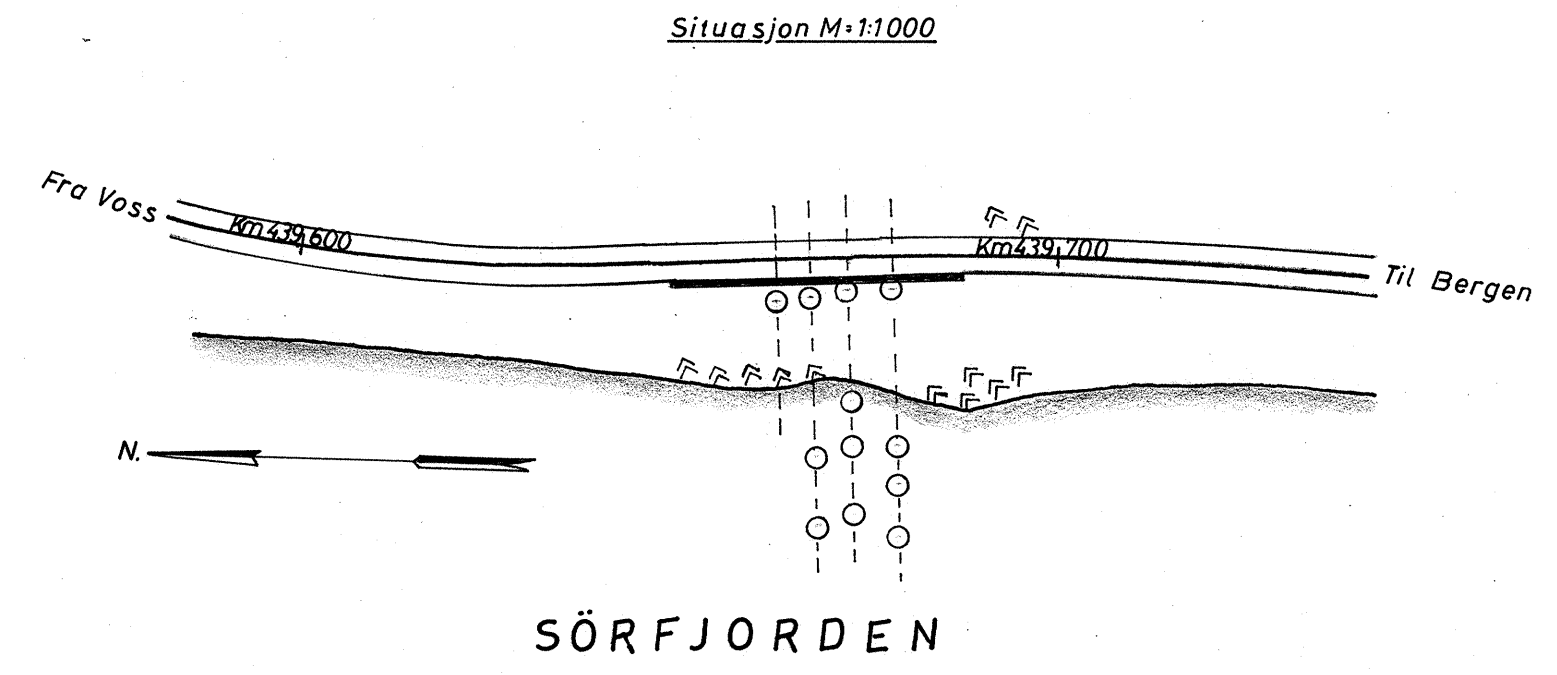 Situasjon M=1:1000
Fra Voss
Km 439,600
Km 439,700
Til Bergen
N.
SÖRFJORDEN